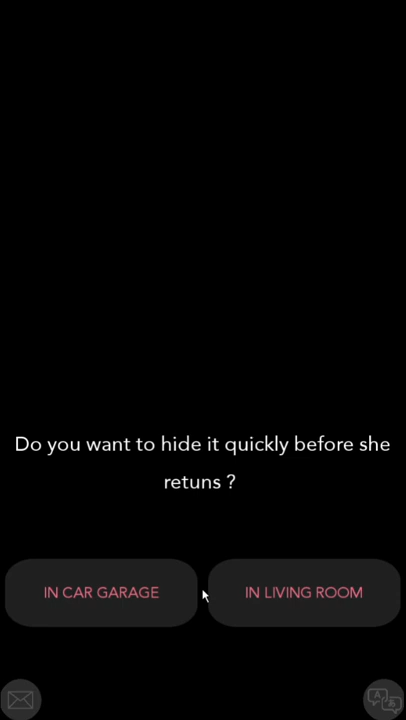 Do you want to hide it quickly before she
retuns ?
IN CAR GARAGE
IN LIVING ROOM